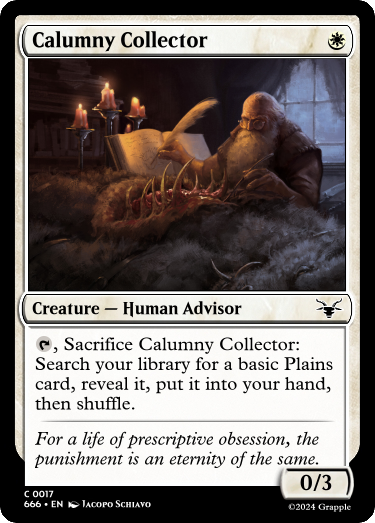 Calumny Collector
Creature — Human Advisor
, Sacrifice Calumny Collector:
Search your library for a basic Plains
card, reveal it, put it into your hand,
then shuffle.
For a life of prescriptive obsession, the
punishment is an eternity of the same.
0/3
C 0017
666 • EN Jacopo Schiavo
©2024 Grapple